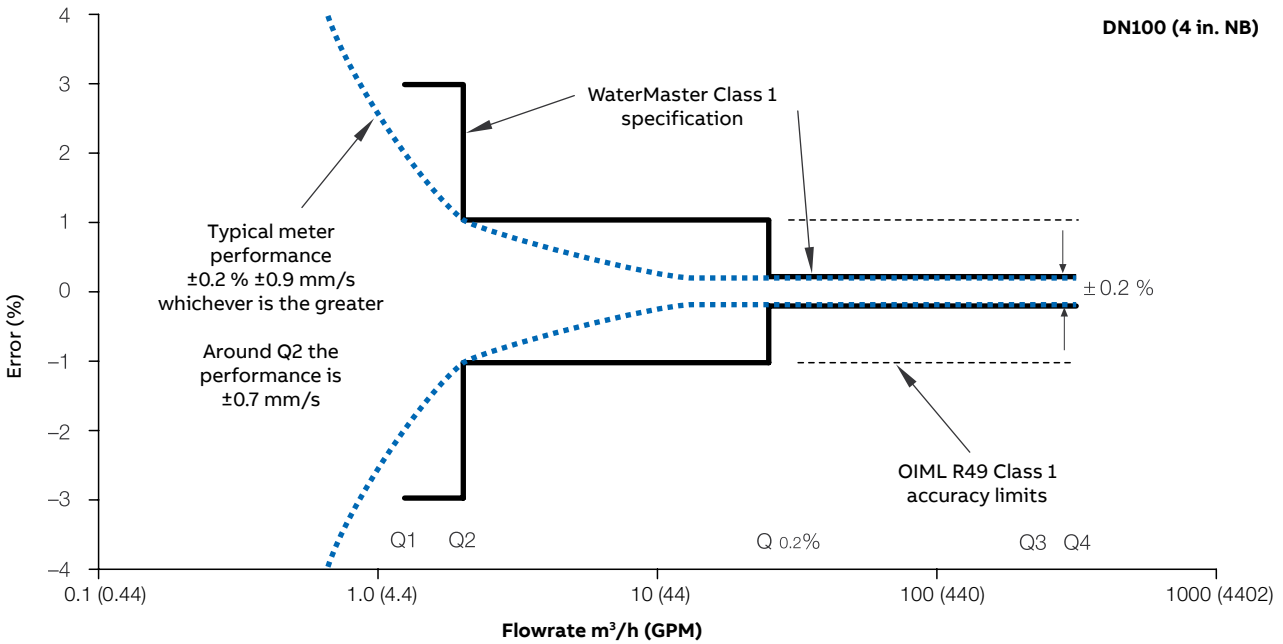 DN100 (4 in. NB)
4
3
2
1
0
–1
–2
–3
–4
Error (%)
WaterMaster Class 1
specification
Typical meter
performance
±0.2 % ±0.9 mm/s
whichever is the greater
Around Q2 the
performance is
±0.7 mm/s
± 0.2 %
OIML R49 Class 1
accuracy limits
Q1
Q2
Q 0.2%
Q3
Q4
0.1 (0.44)
1.0 (4.4)
10 (44)
100 (440)
1000 (4402)
Flowrate m³/h (GPM)